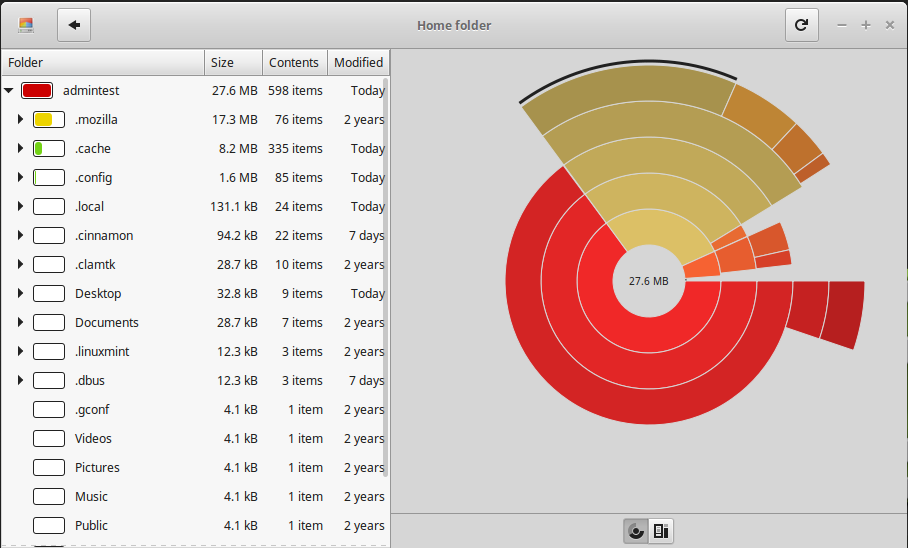 Home folder
Folder Size Contents Modified
admintest 27.6 MB 598 items Today
.mozilla 17.3 MB 76 items 2 years
.cache 8.2 MB 335 items Today
.config 1.6 MB 85 items Today
.local 131.1 kB 24 items Today
.cinnamon 94.2 kB 22 items 7 days
.clamtk 28.7 kB 10 items 2 years
Desktop 32.8 kB 9 items Today
Documents 28.7 kB 7 items 2 years
.linuxmint 12.3 kB 3 items 2 years
.dbus 12.3 kB 3 items 7 days
.gconf 4.1 kB 1 item 2 years
Videos 4.1 kB 1 item 2 years
Pictures 4.1 kB 1 item 2 years
Music 4.1 kB 1 item 2 years
Public 4.1 kB 1 item 2 years
27.6 MB